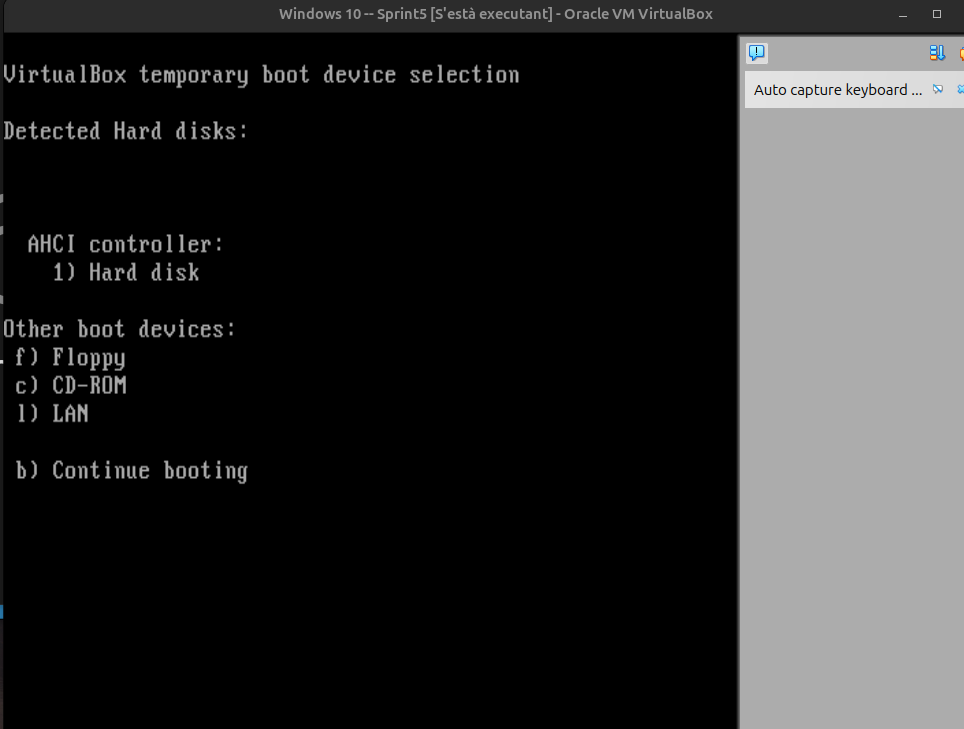 Windows 10 -- Sprint5 [S'està executant] - Oracle VM VirtualBox
VirtualBox temporary boot device selection
Auto capture keyboard ...
Detected Hard disks:
AHCI controller:
1) Hard disk
Other boot devices:
f) Floppy
c) CD-ROM
l) LAN
b) Continue booting